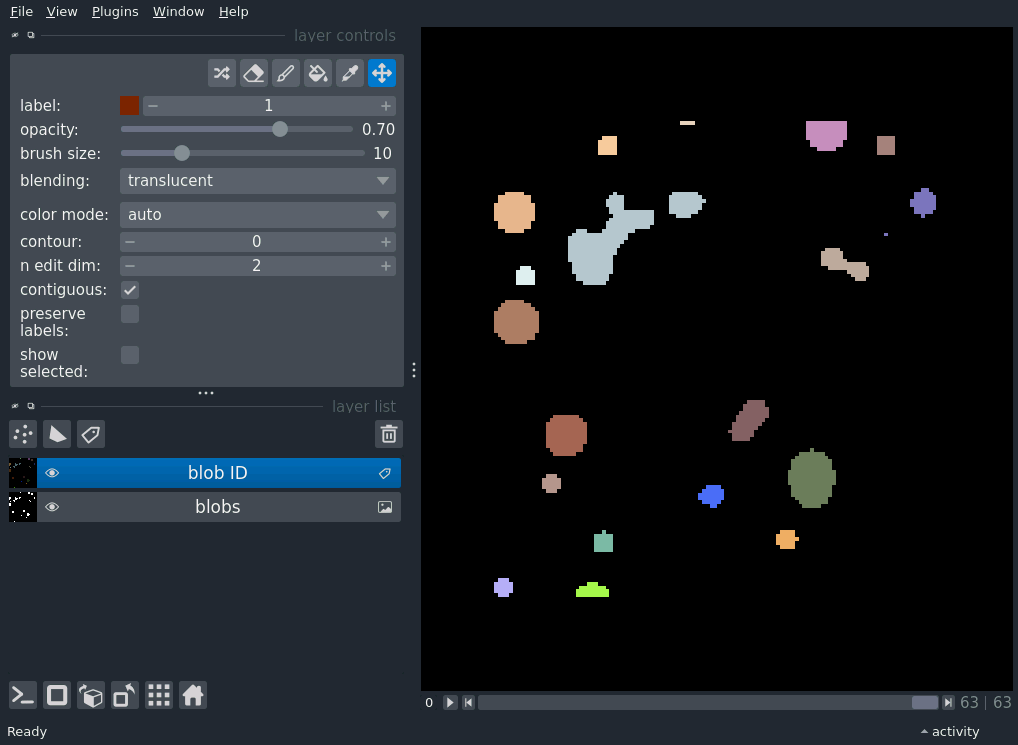 File View Plugins Window Help
layer controls
label: 1
opacity: 0.70
brush size: 10
blending: translucent
color mode: auto
contour: 0
n edit dim: 2
contiguous:
preserve
labels:
show
selected:
layer list
blob ID
blobs
0 63 | 63
Ready activity